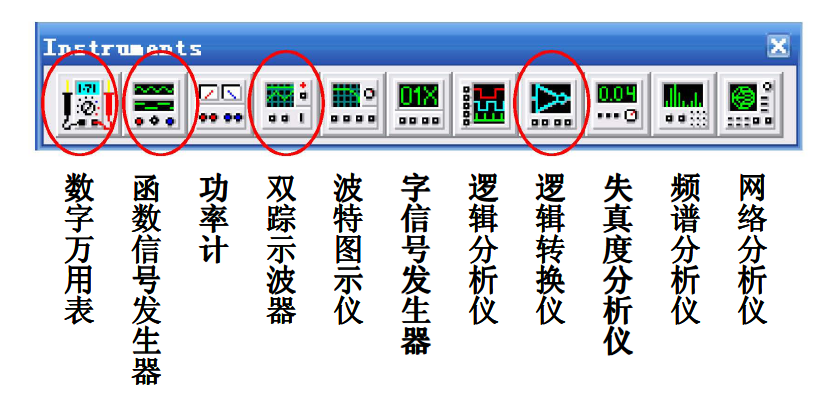 Instruments
1.71
01X
0.04
数字万用表
函数信号发生器
功率计
双踪示波器
波特图示仪
字信号发生器
逻辑分析仪
逻辑转换仪
失真度分析仪
频谱分析仪
网络分析仪